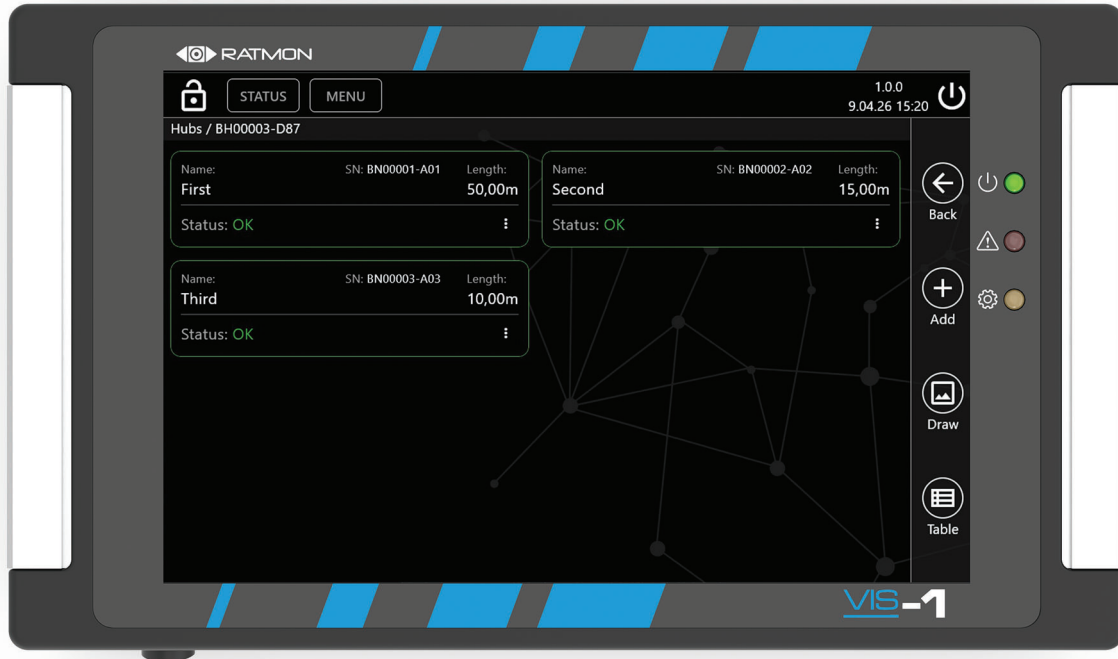 RATMON
STATUS MENU
1.0.0
9.04.26 15:20
Hubs / BH00003-D87
Name: SN: BN00001-A01 Length:
First 50,00m
Status: OK
Name: SN: BN00002-A02 Length:
Second 15,00m
Status: OK
Name: SN: BN00003-A03 Length:
Third 10,00m
Status: OK
Back
Add
Draw
Table
VIS-1